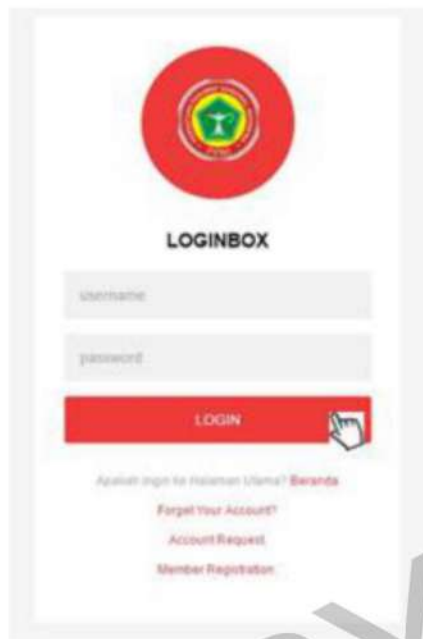 LOGINBOX
username
password
LOGIN
Apakah ingin ke Halaman Utama? Beranda
Forget Your Account?
Account Request
Member Registration